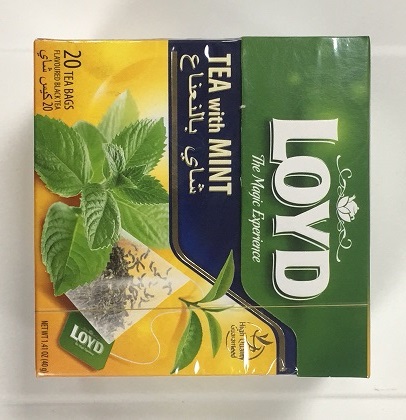 LOYD
The Magic Experience
High Quality
Guaranteed
TEA with MINT
شاي بالنعناع
LOYD
20 TEA BAGS
FLAVOURED BLACK TEA
20 كيس شاي
NET WT 1.41 OZ (40g)